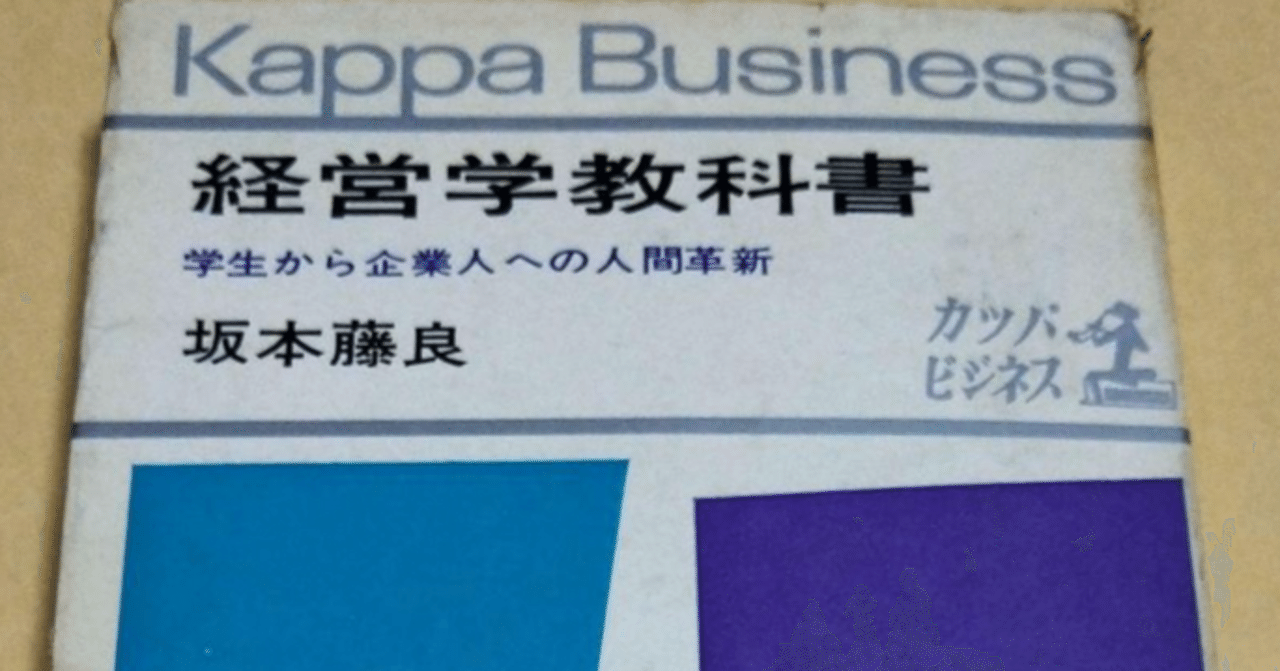 Kappa Business
経営学教科書
学生から企業人への人間革新
坂本藤良
カッパ
ビジネス